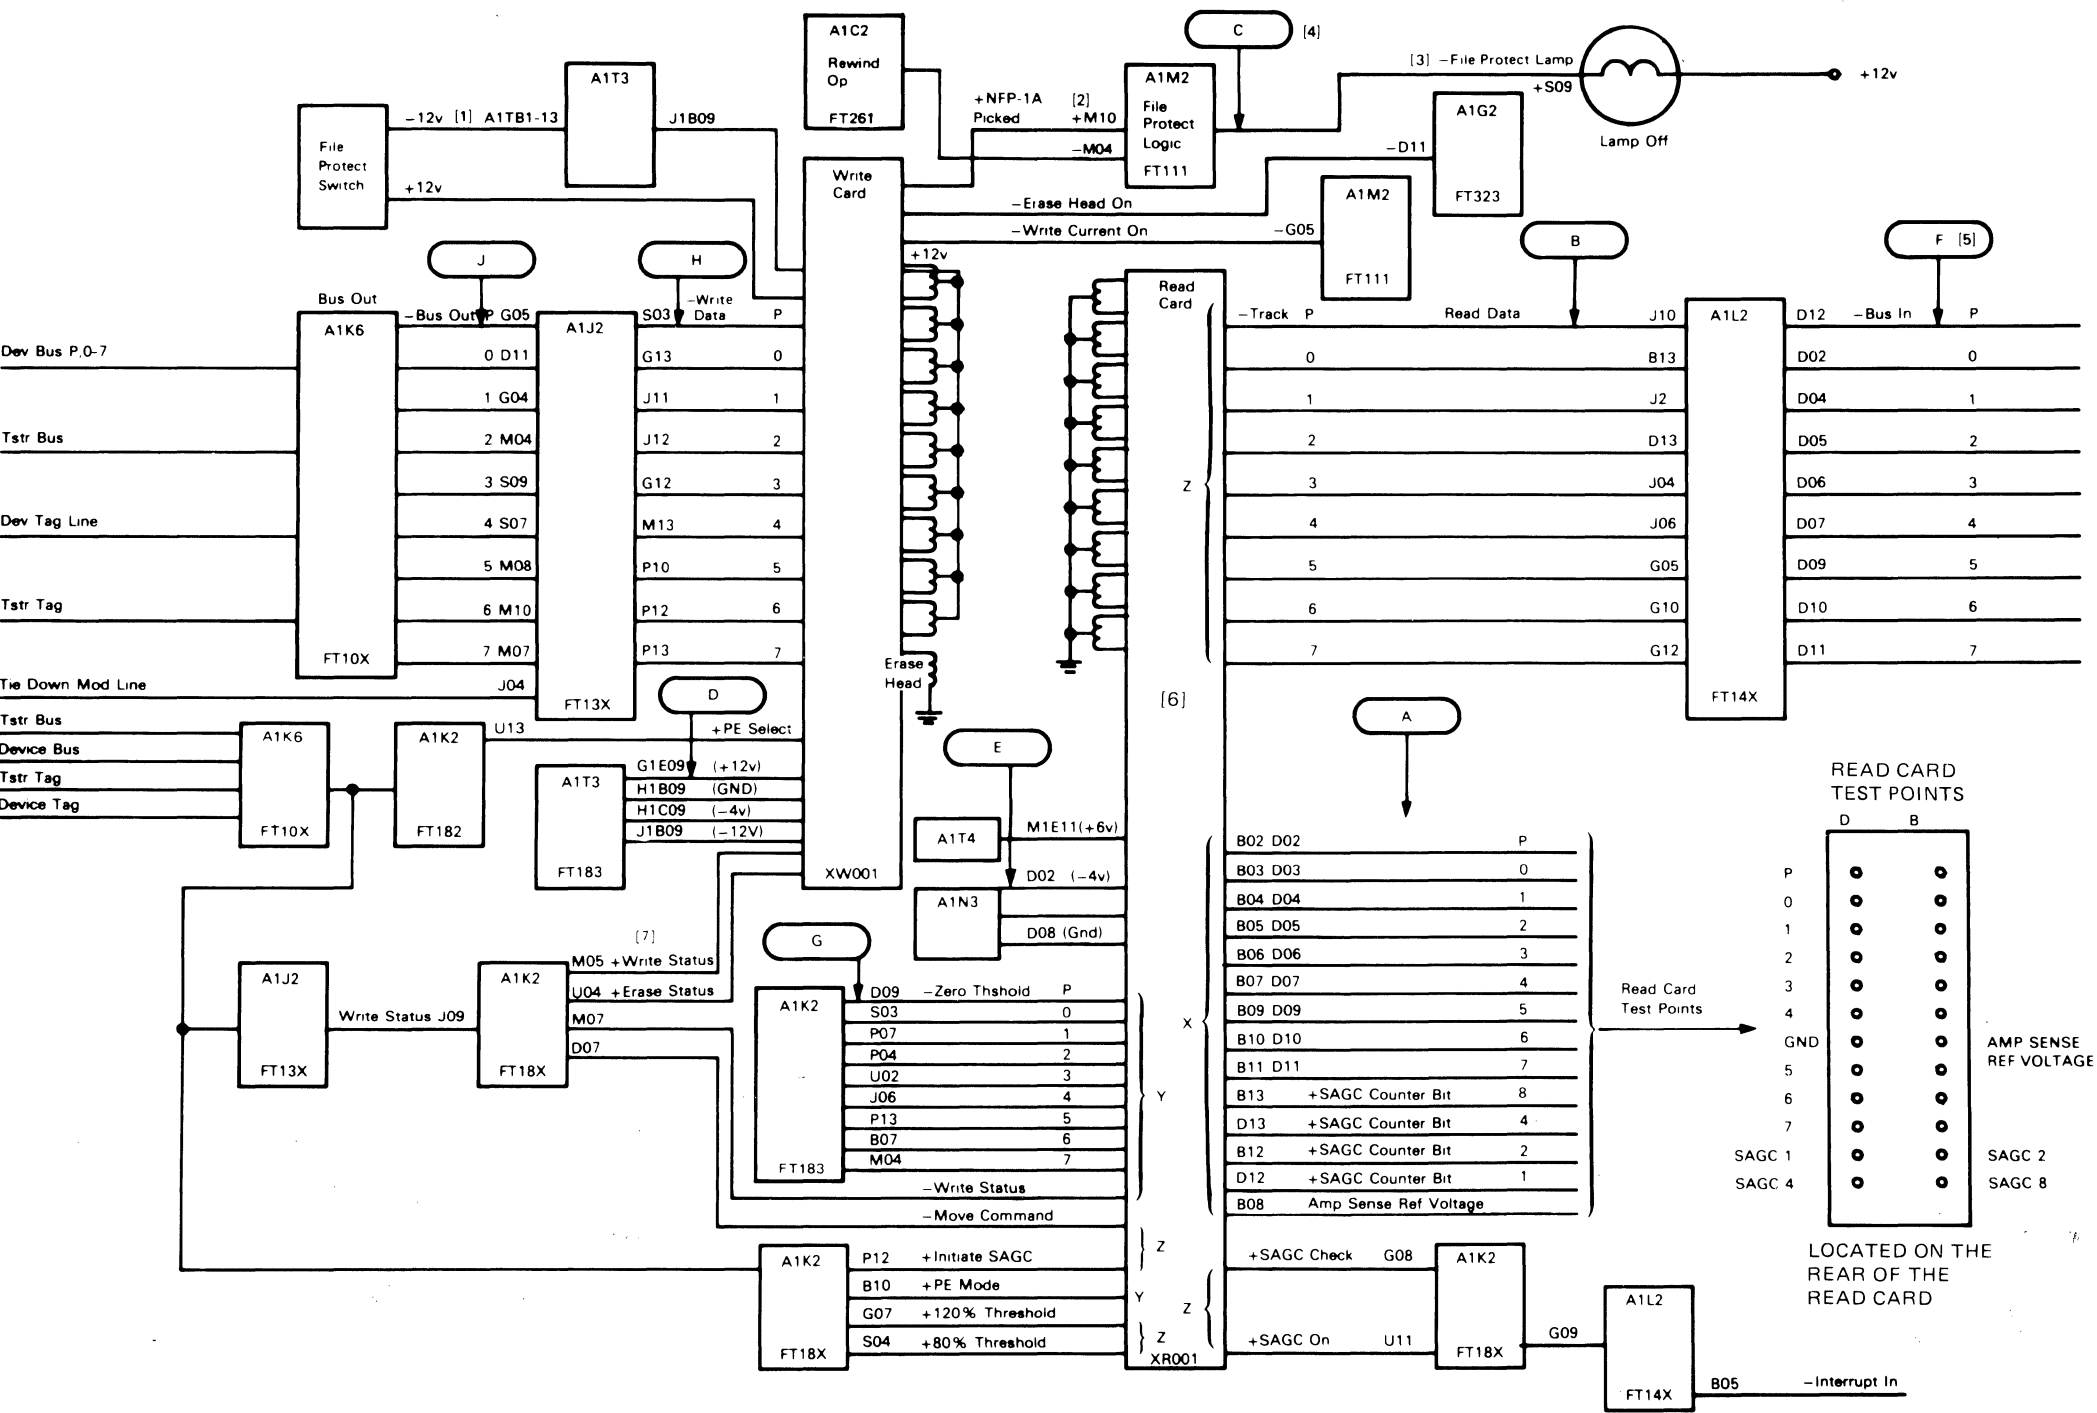 C
[4]
A1C2
Rewind
Op
FT261
[3] −File Protect Lamp
+S09
+12v
Lamp Off
A1T3
−12v [1] A1TB1-13
J1B09
File
Protect
Switch
+12v
+NFP-1A
Picked
[2]
+M10
−M04
A1M2
File
Protect
Logic
FT111
A1G2
−D11
FT323
Write
Card
−Erase Head On
−Write Current On
−G05
A1M2
FT111
+12v
J
H
B
F [5]
Bus Out
−Bus Out P G05
0 D11
1 G04
2 M04
3 S09
4 S07
5 M08
6 M10
7 M07
J04
A1K6
FT10X
Dev Bus P,0-7
Tstr Bus
Dev Tag Line
Tstr Tag
Tie Down Mod Line
A1J2
FT13X
−Write
Data
S03 P
G13 0
J11 1
J12 2
G12 3
M13 4
P10 5
P12 6
P13 7
Erase
Head
Read
Card
Z
−Track P Read Data J10
0 B13
1 J2
2 D13
3 J04
4 J06
5 G05
6 G10
7 G12
A1L2
FT14X
D12 −Bus In P
D02 0
D04 1
D05 2
D06 3
D07 4
D09 5
D10 6
D11 7
D
[6]
A
E
Tstr Bus
Device Bus
Tstr Tag
Device Tag
A1K6
FT10X
A1K2
FT182
U13
+PE Select
A1T3
FT183
G1E09 (+12v)
H1B09 (GND)
H1C09 (−4v)
J1B09 (−12V)
XW001
A1T4
M1E11(+6v)
A1N3
D02 (−4v)
D08 (Gnd)
G
[7]
M05 +Write Status
U04 +Erase Status
M07
D07
A1J2
FT13X
Write Status J09
A1K2
FT18X
A1K2
FT183
D09 −Zero Thshold P
S03 0
P07 1
P04 2
U02 3
J06 4
P13 5
B07 6
M04 7
−Write Status
−Move Command
Y
Z
A1K2
FT18X
P12 +Initiate SAGC
B10 +PE Mode
G07 +120% Threshold
S04 +80% Threshold
Y
Z
XR001
X
B02 D02 P
B03 D03 0
B04 D04 1
B05 D05 2
B06 D06 3
B07 D07 4
B09 D09 5
B10 D10 6
B11 D11 7
B13 +SAGC Counter Bit 8
D13 +SAGC Counter Bit 4
B12 +SAGC Counter Bit 2
D12 +SAGC Counter Bit 1
B08 Amp Sense Ref Voltage
Read Card
Test Points
Z
+SAGC Check G08
+SAGC On U11
A1K2
FT18X
G09
A1L2
FT14X
B05 −Interrupt In
READ CARD
TEST POINTS
D B
P
0
1
2
3
4
GND
AMP SENSE
REF VOLTAGE
5
6
7
SAGC 1 SAGC 2
SAGC 4 SAGC 8
LOCATED ON THE
REAR OF THE
READ CARD